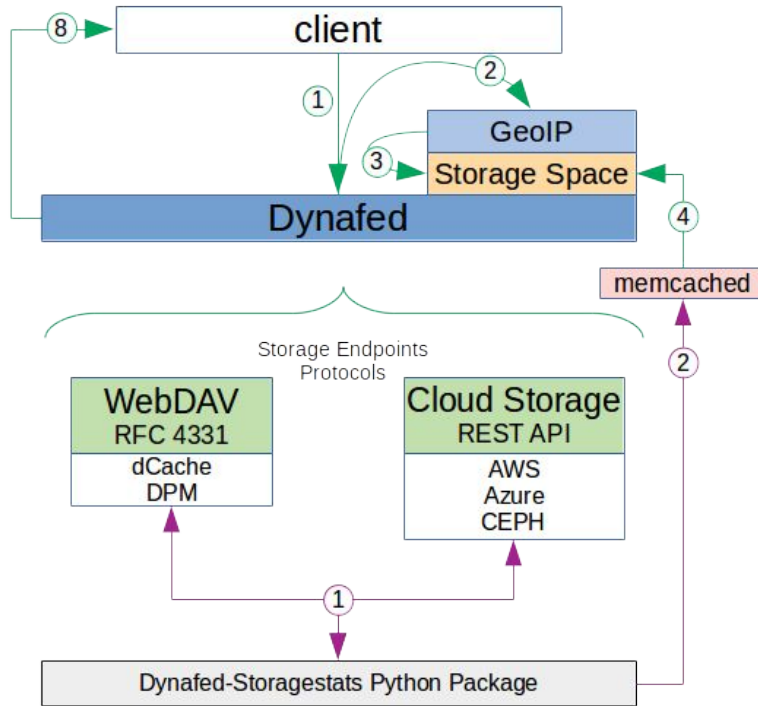 8
client
1
2
GeoIP
3
Storage Space
4
Dynafed
memcached
Storage Endpoints
Protocols
2
WebDAV
RFC 4331
dCache
DPM
Cloud Storage
REST API
AWS
Azure
CEPH
1
Dynafed-Storagestats Python Package